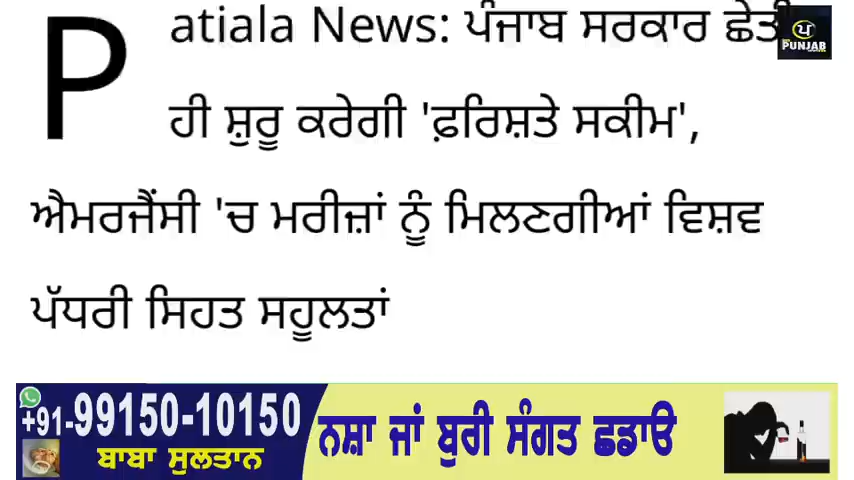 Patiala News: ਪੰਜਾਬ ਸਰਕਾਰ ਛੇਤੀ
ਹੀ ਸ਼ੁਰੂ ਕਰੇਗੀ 'ਫ਼ਰਿਸ਼ਤੇ ਸਕੀਮ',
ਐਮਰਜੈਂਸੀ 'ਚ ਮਰੀਜ਼ਾਂ ਨੂੰ ਮਿਲਣਗੀਆਂ ਵਿਸ਼ਵ
ਪੱਧਰੀ ਸਿਹਤ ਸਹੂਲਤਾਂ
ਪ
PUNJAB
+91-99150-10150
ਬਾਬਾ ਸੁਲਤਾਨ
ਨਸ਼ਾ ਜਾਂ ਬੁਰੀ ਸੰਗਤ ਛਡਾਓ